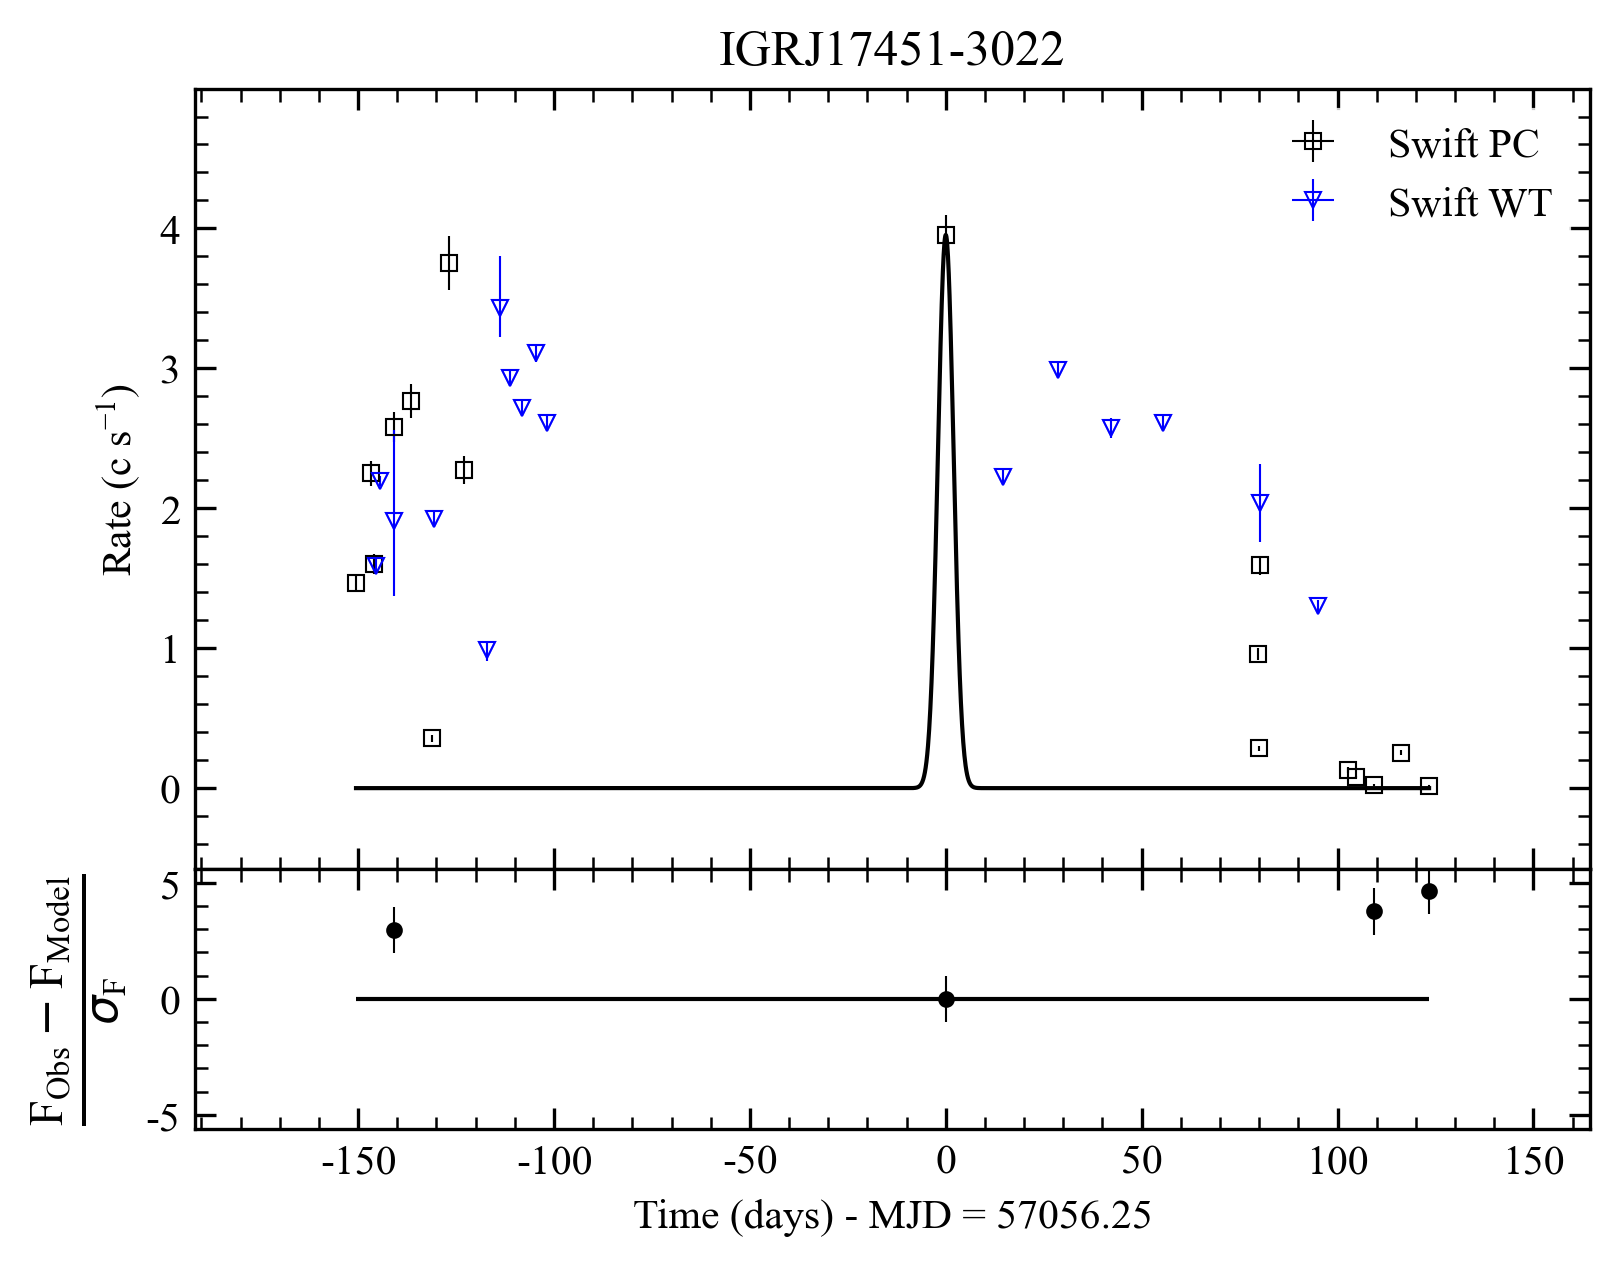 IGRJ17451-3022
Swift PC
Swift WT
Rate (c s⁻¹)
4
3
2
1
0
F_Obs − F_Model
σ_F
5
0
-5
-150 -100 -50 0 50 100 150
Time (days) - MJD = 57056.25